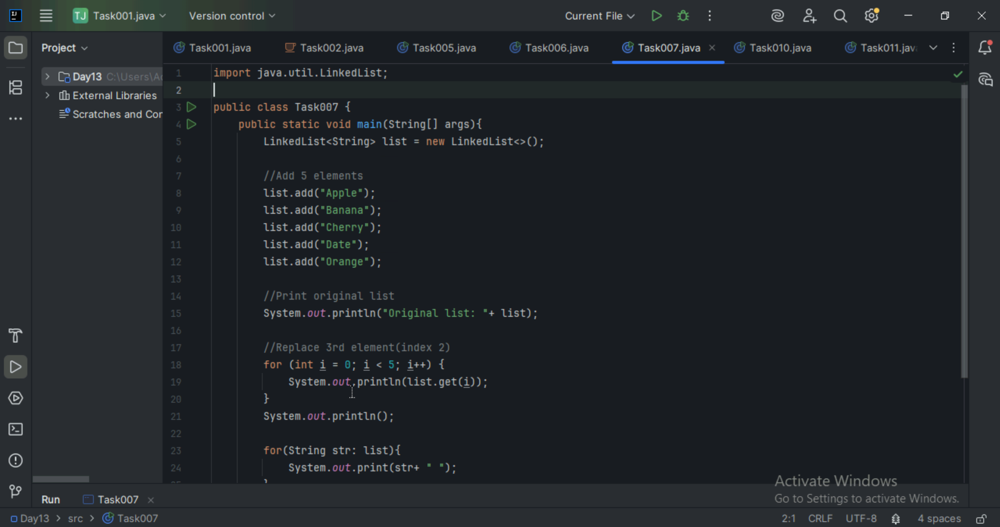 TJ Task001.java Version control Current File
Project
Task001.java Task002.java Task005.java Task006.java Task007.java Task010.java Task011.jav
Day13 C:\Users\Ad
External Libraries
Scratches and Cor
1 import java.util.LinkedList;
2
3 public class Task007 {
4 public static void main(String[] args){
5 LinkedList<String> list = new LinkedList<>();
6
7 //Add 5 elements
8 list.add("Apple");
9 list.add("Banana");
10 list.add("Cherry");
11 list.add("Date");
12 list.add("Orange");
13
14 //Print original list
15 System.out.println("Original list: "+ list);
16
17 //Replace 3rd element(index 2)
18 for (int i = 0; i < 5; i++) {
19 System.out.println(list.get(i));
20 }
21 System.out.println();
22
23 for(String str: list){
24 System.out.print(str+ " ");
Activate Windows
Go to Settings to activate Windows.
Run Task007
Day13 > src > Task007 2:1 CRLF UTF-8 4 spaces